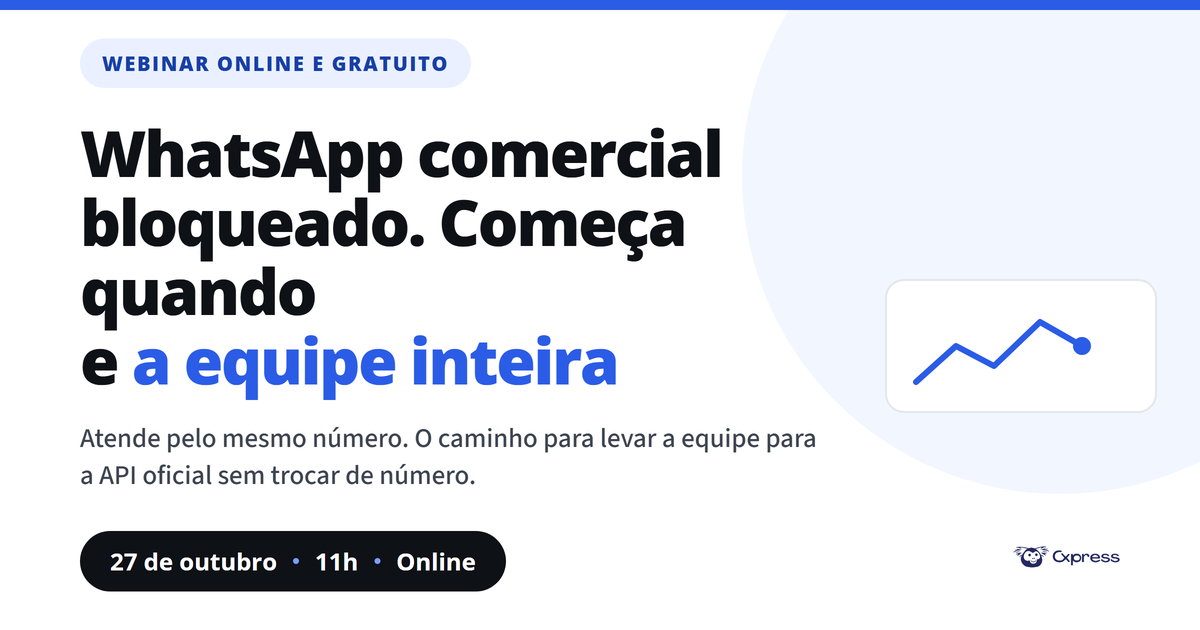 WEBINAR ONLINE E GRATUITO
WhatsApp comercial
bloqueado. Começa
quando
e a equipe inteira
Atende pelo mesmo número. O caminho para levar a equipe para
a API oficial sem trocar de número.
27 de outubro • 11h • Online
Cxpress